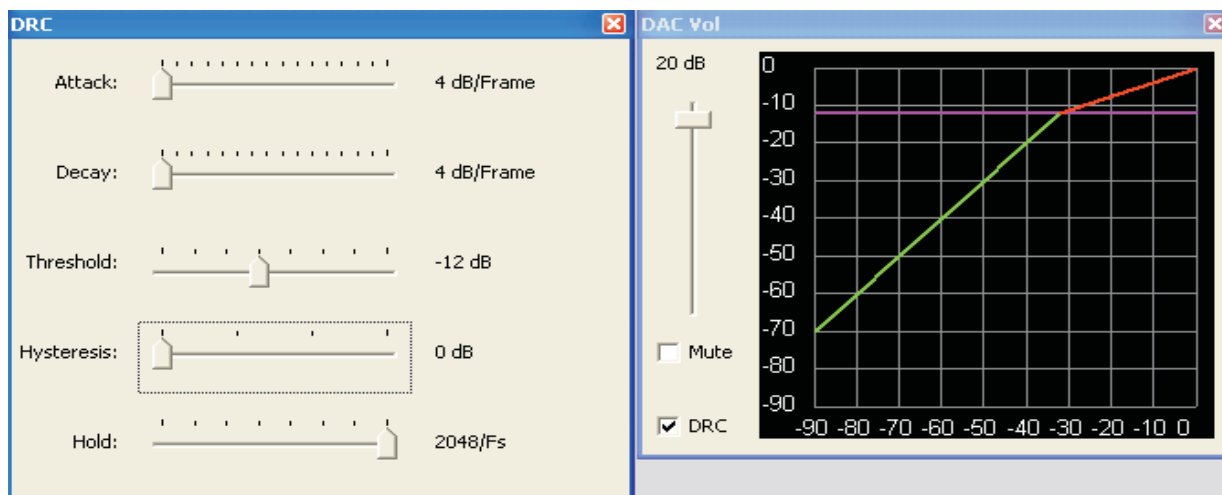 DRC
Attack: 4 dB/Frame
Decay: 4 dB/Frame
Threshold: -12 dB
Hysteresis: 0 dB
Hold: 2048/Fs
DAC Vol
20 dB
Mute
DRC
0
-10
-20
-30
-40
-50
-60
-70
-80
-90
-90 -80 -70 -60 -50 -40 -30 -20 -10 0